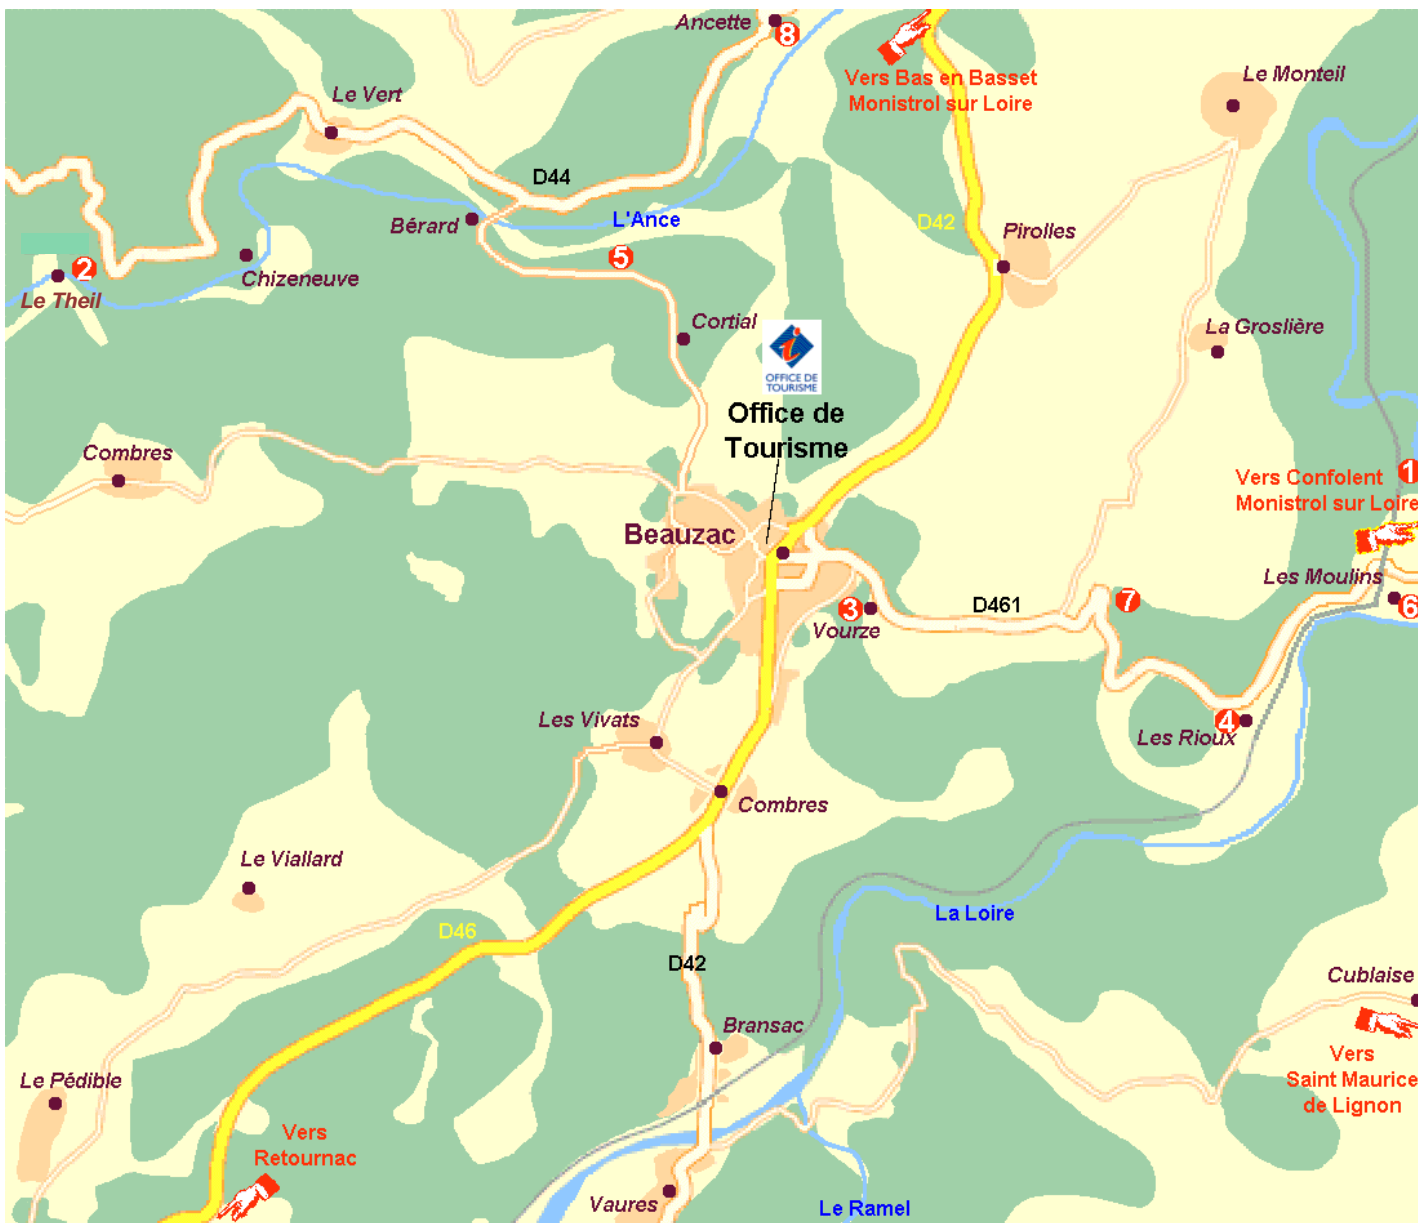 Ancette
8
Vers Bas en Basset
Monistrol sur Loire
Le Monteil
Le Vert
D44
L'Ance
Bérard
D42
Pirolles
5
2
Chizeneuve
Le Theil
Cortial
La Groslière
i
OFFICE DE
TOURISME
Office de
Tourisme
Combres
1
Vers Confolent
Monistrol sur Loire
Beauzac
Les Moulins
7
6
3
D461
Vourze
Les Vivats
4
Les Rioux
Combres
Le Viallard
La Loire
D46
D42
Cublaise
Bransac
Vers
Saint Maurice
de Lignon
Le Pédible
Vers
Retournac
Vaures
Le Ramel